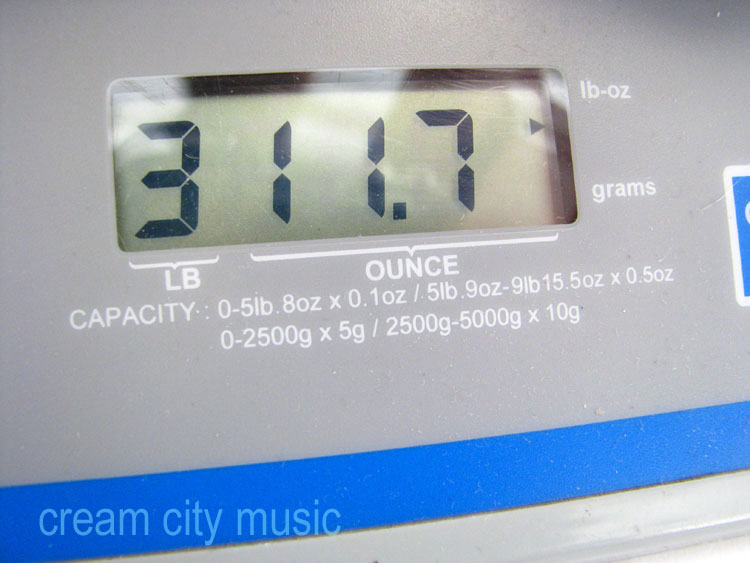 lb-oz
3 11.7
grams
LB OUNCE
CAPACITY: 0-5lb.8oz x 0.1oz / 5lb.9oz-9lb15.5oz x 0.5oz
0-2500g x 5g / 2500g-5000g x 10g
cream city music